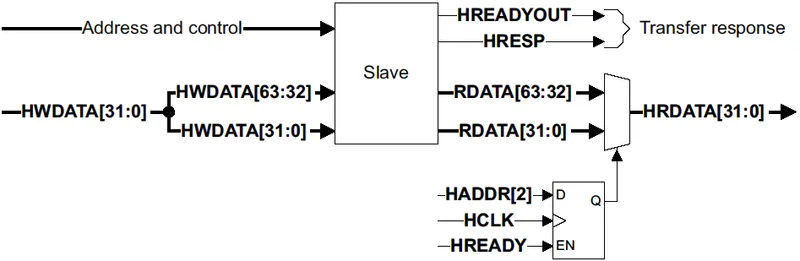 HREADYOUT
Address and control
Transfer response
HRESP
Slave
HWDATA[63:32]
RDATA[63:32]
HWDATA[31:0]
HRDATA[31:0]
HWDATA[31:0]
RDATA[31:0]
HADDR[2]
D
Q
HCLK
HREADY
EN